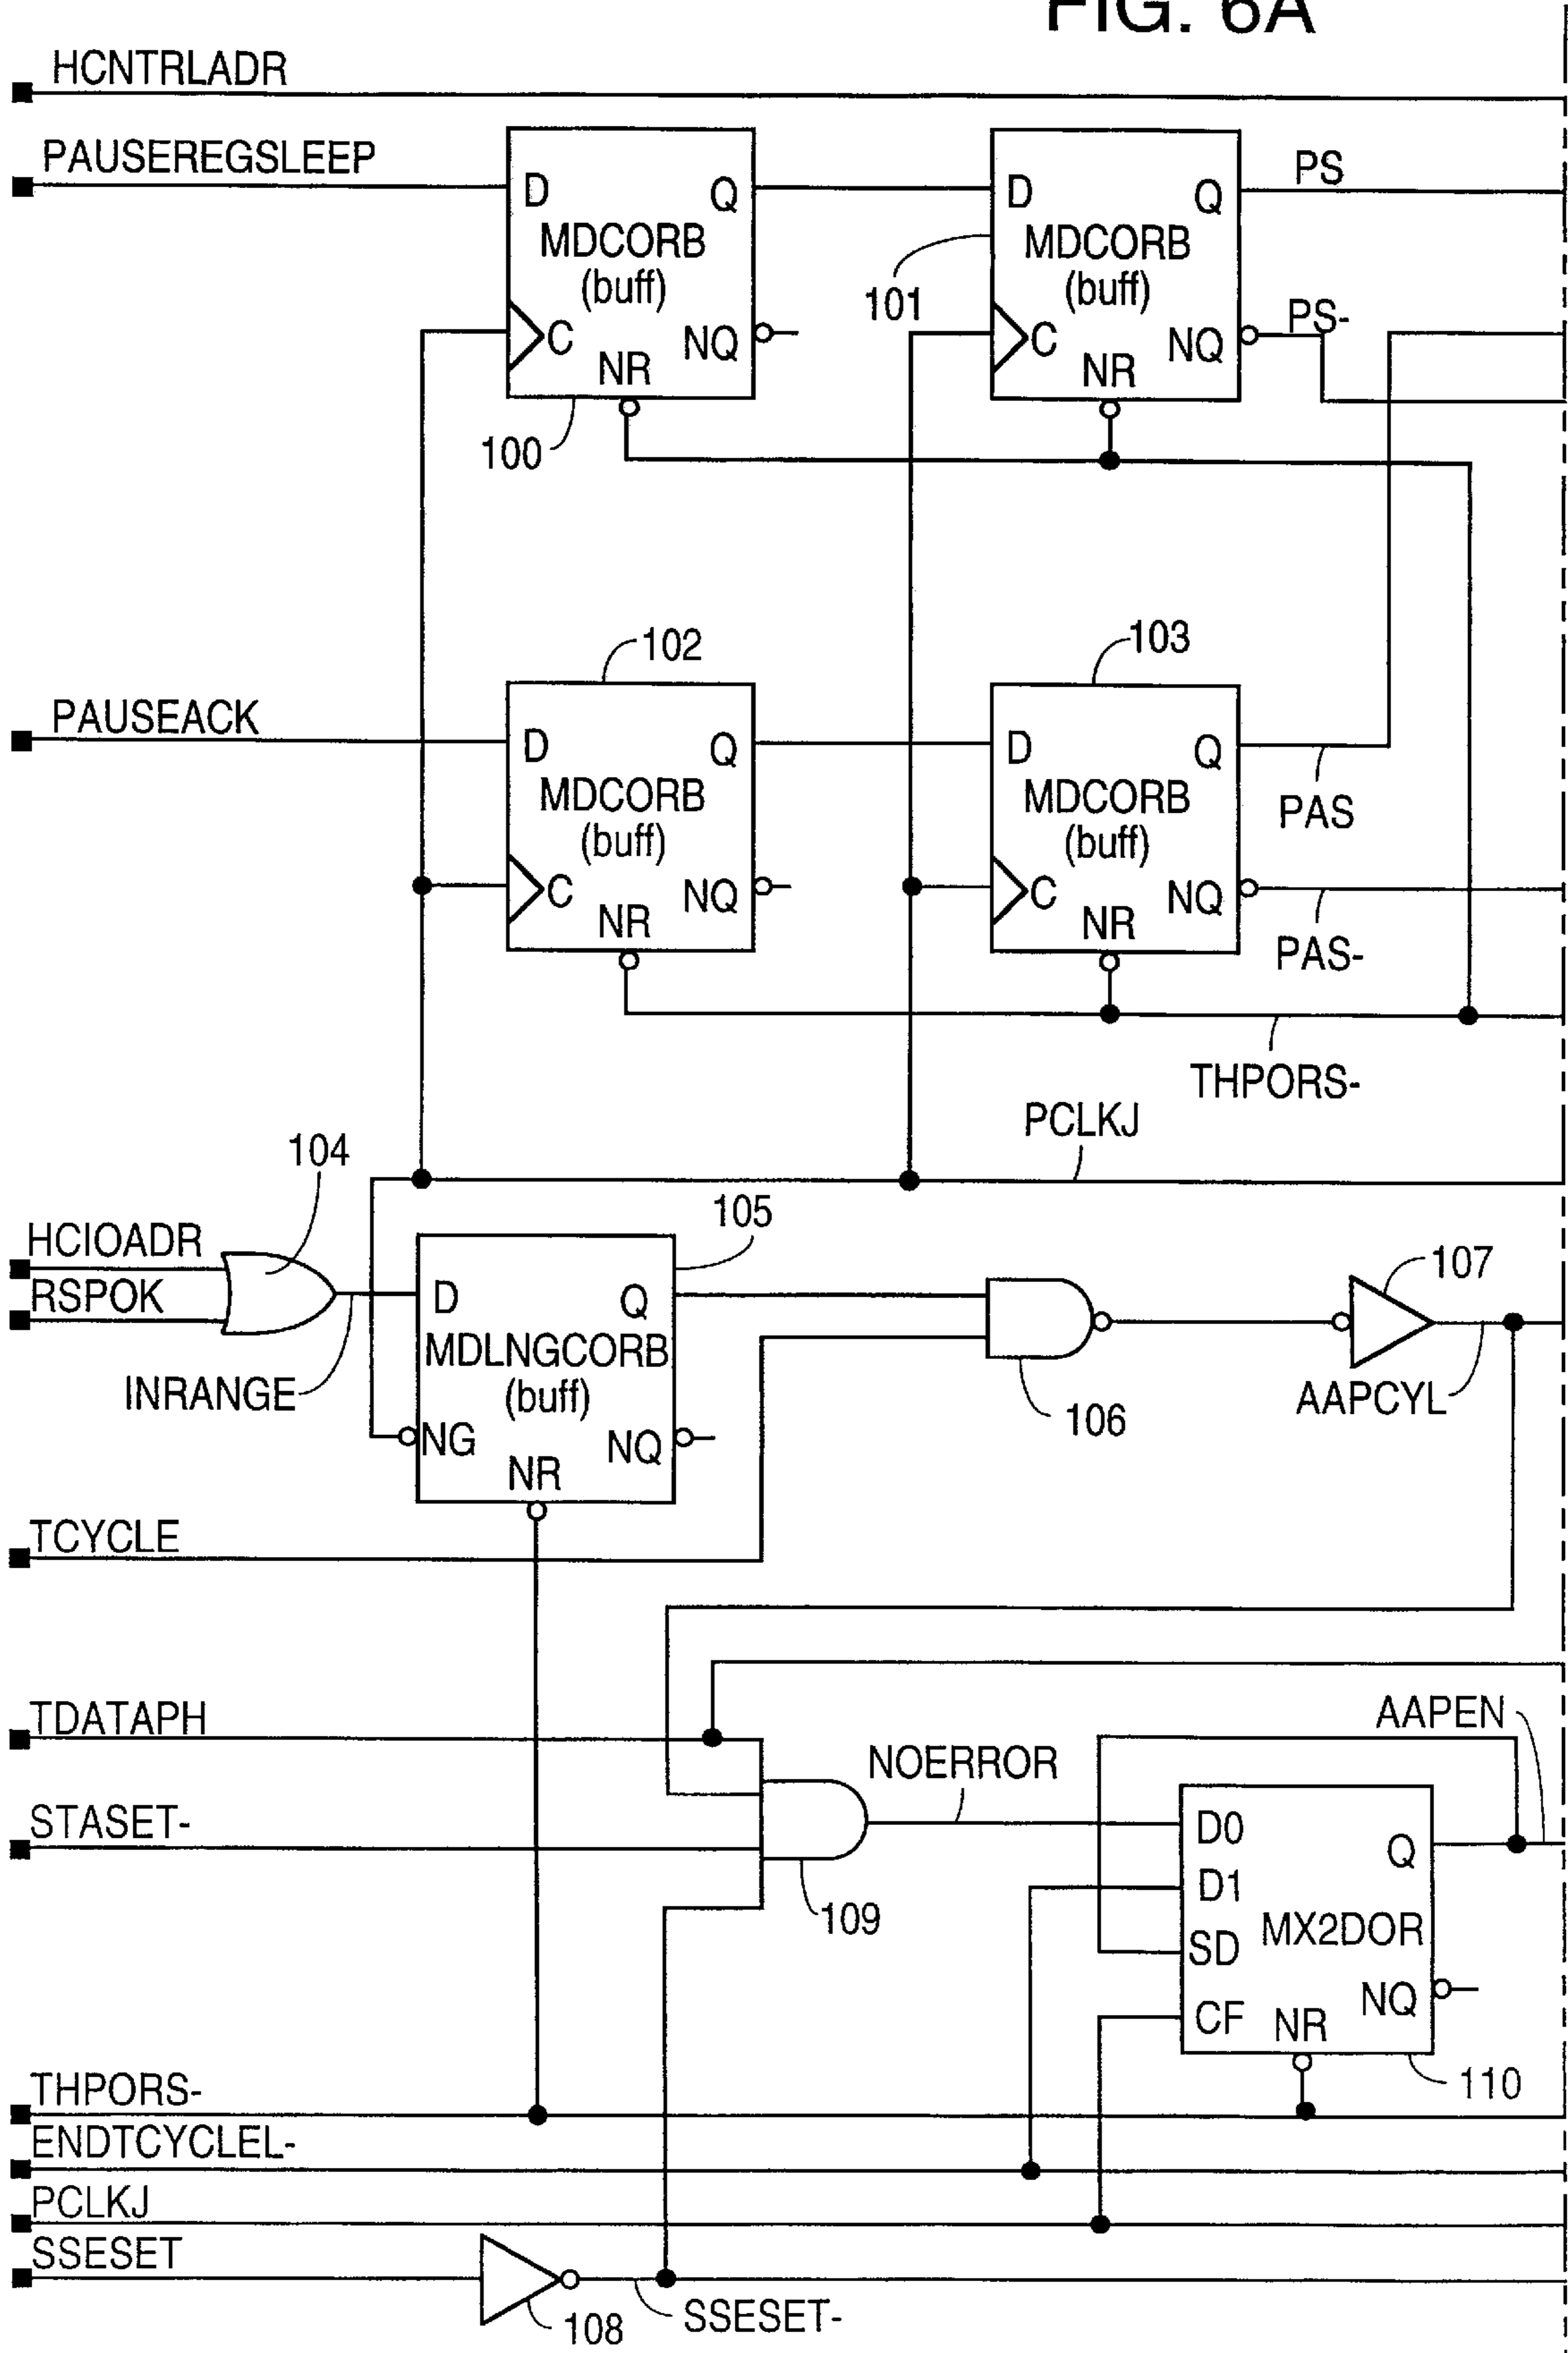 FIG. 6A
HCNTRLADR
PAUSEREGSLEEP
D Q
MDCORB
(buff)
C
NR NQ
100
D Q
MDCORB
(buff)
C
NR NQ
101
PS
PS-
PAUSEACK
102
D Q
MDCORB
(buff)
C
NR NQ
103
D Q
MDCORB
(buff)
C
NR NQ
PAS
PAS-
THPORS-
PCLKJ
104
HCIOADR
RSPOK
INRANGE
105
D Q
MDLNGCORB
(buff)
NG NQ
NR
106
107
AAPCYL
TCYCLE
TDATAPH
STASET-
NOERROR
109
AAPEN
D0
Q
D1
MX2DOR
SD
NQ
CF NR
110
THPORS-
ENDTCYCLEL-
PCLKJ
SSESET
108
SSESET-